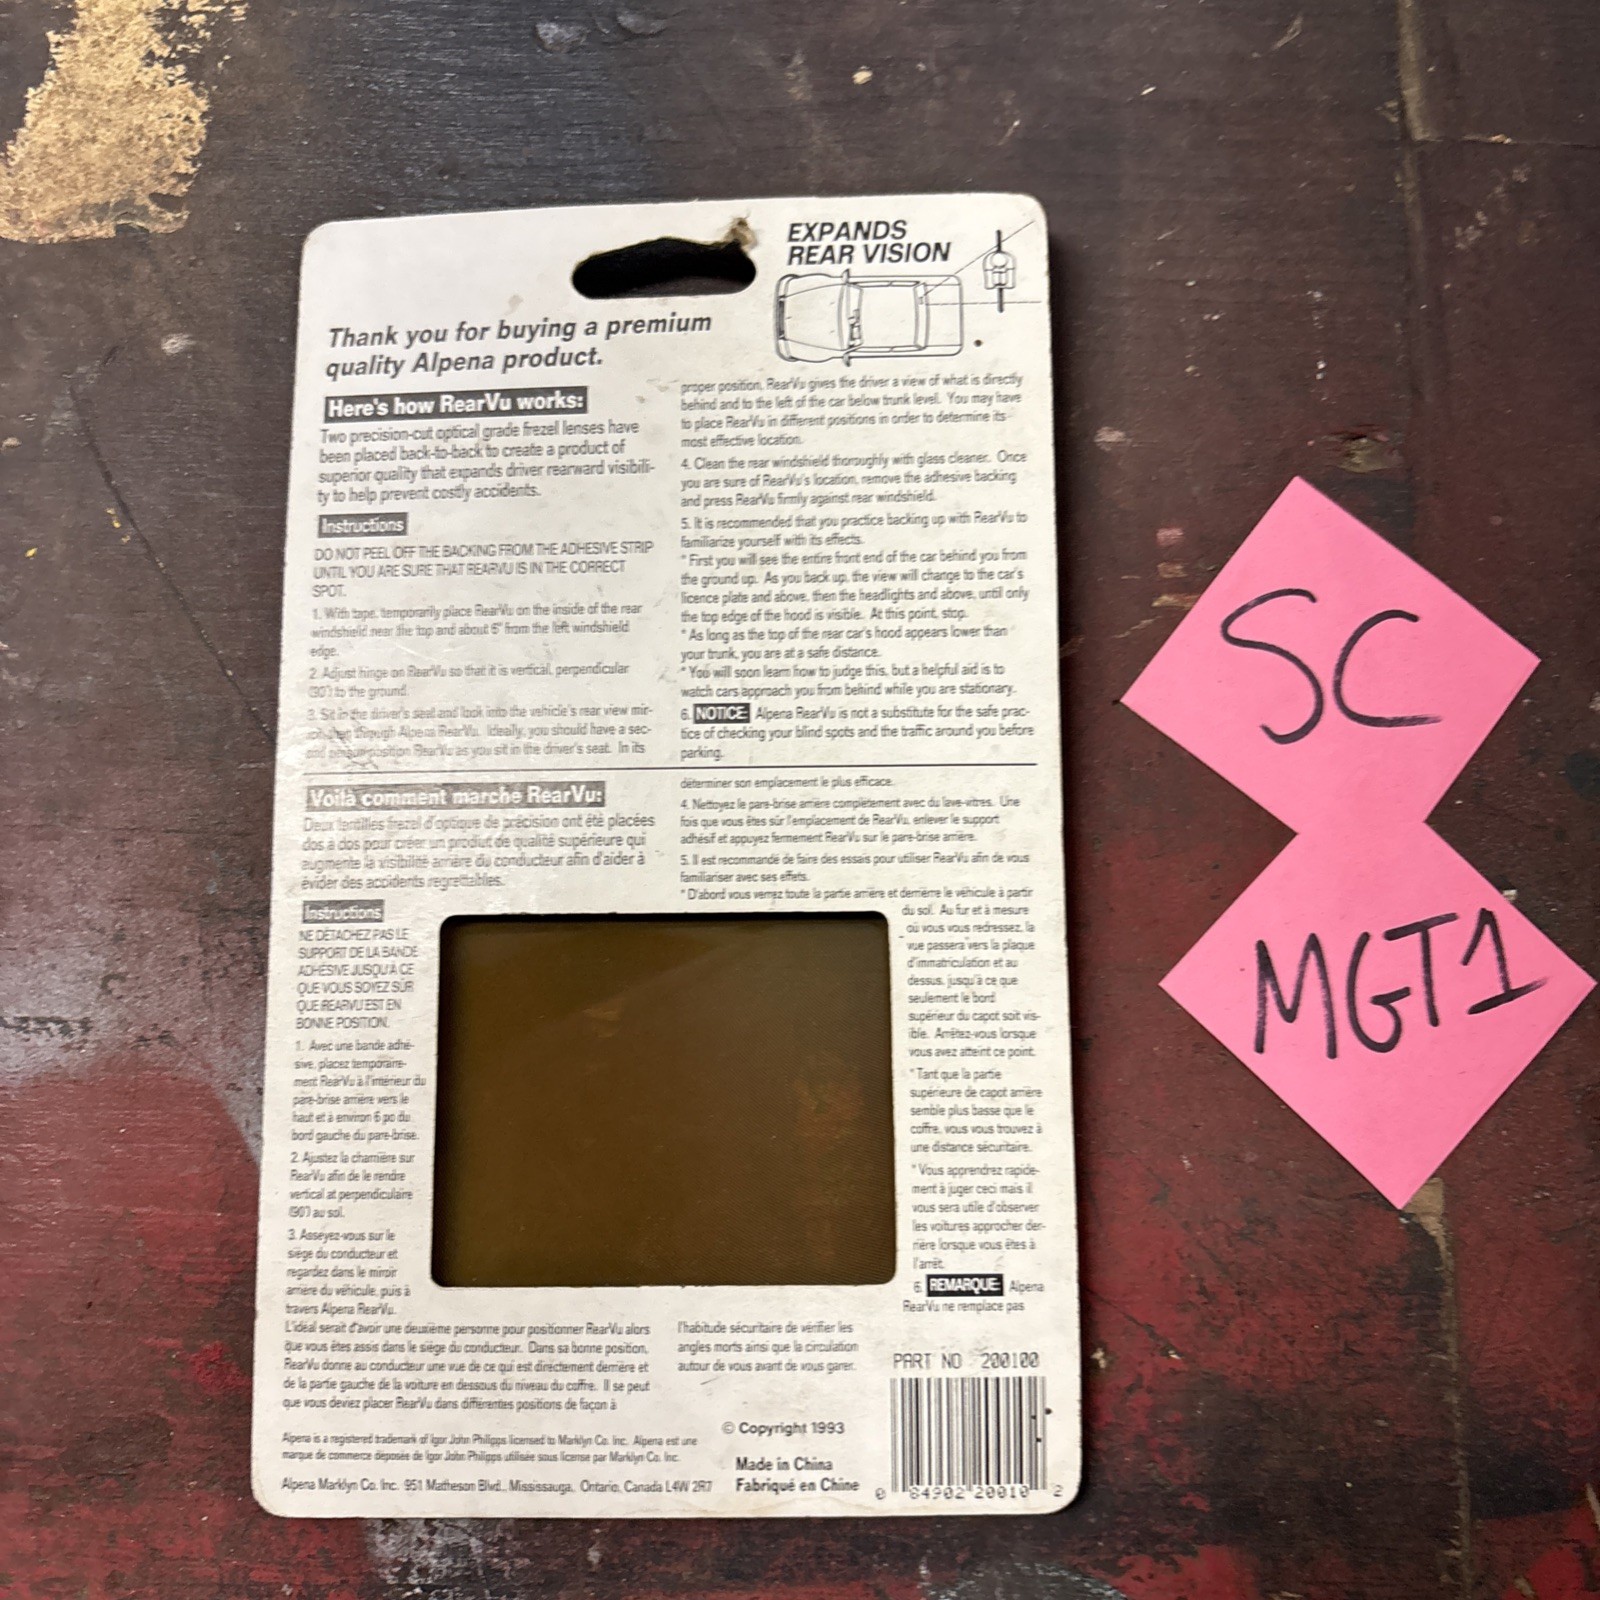 EXPANDS
REAR VISION
Thank you for buying a premium
quality Alpena product.
Here's how RearVu works:
Two precision-cut optical grade frezel lenses have
been placed back-to-back to create a product of
superior quality that expands driver rearward visibili-
ty to help prevent costly accidents.
Instructions
DO NOT PEEL OFF THE BACKING FROM THE ADHESIVE STRIP
UNTIL YOU ARE SURE THAT REARVU IS IN THE CORRECT
SPOT.
1. With tape, temporarily place RearVu on the inside of the rear
windshield near the top and about 6" from the left windshield
edge.
2. Adjust hinge on RearVu so that it is vertical, perpendicular
(90°) to the ground.
3. Sit in the driver's seat and look into the vehicle's rear view mir-
through Alpena RearVu. Ideally, you should have a sec-
position RearVu as you sit in the driver's seat. In its
proper position, RearVu gives the driver a view of what is directly
behind and to the left of the car below trunk level. You may have
to place RearVu in different positions in order to determine its
most effective location.
4. Clean the rear windshield thoroughly with glass cleaner. Once
you are sure of RearVu's location, remove the adhesive backing
and press RearVu firmly against rear windshield.
5. It is recommended that you practice backing up with RearVu to
familiarize yourself with its effects.
* First you will see the entire front end of the car behind you from
the ground up. As you back up, the view will change to the car's
licence plate and above, then the headlights and above, until only
the top edge of the hood is visible. At this point, stop.
* As long as the top of the rear car's hood appears lower than
your trunk, you are at a safe distance.
* You will soon learn how to judge this, but a helpful aid is to
watch cars approach you from behind while you are stationary.
6. NOTICE: Alpena RearVu is not a substitute for the safe prac-
tice of checking your blind spots and the traffic around you before
parking.
Voilà comment marche RearVu:
Deux lentilles frezel d'optique de précision ont été placées
dos à dos pour créer un produit de qualité supérieure qui
augmente la visibilité arrière du conducteur afin d'aider à
évider des accidents regrettables.
Instructions
NE DÉTACHEZ PAS LE
SUPPORT DE LA BANDE
ADHÉSIVE JUSQU'À CE
QUE VOUS SOYEZ SÛR
QUE REARVU EST EN
BONNE POSITION.
1. Avec une bande adhé-
sive, placez temporaire-
ment RearVu à l'intérieur du
pare-brise arrière vers le
haut et à environ 6 po du
bord gauche du pare-brise.
2. Ajustez la charnière sur
RearVu afin de le rendre
vertical at perpendiculaire
(90°) au sol.
3. Asseyez-vous sur le
siège du conducteur et
regardez dans le miroir
arrière du véhicule, puis à
travers Alpena RearVu.
L'idéal serait d'avoir une deuxième personne pour positionner RearVu alors
que vous êtes assis dans le siège du conducteur. Dans sa bonne position,
RearVu donne au conducteur une vue de ce qui est directement derrière et
de la partie gauche de la voiture en dessous du niveau du coffre. Il se peut
que vous deviez placer RearVu dans différentes positions de façon à
déterminer son emplacement le plus efficace.
4. Nettoyez le pare-brise arrière complètement avec du lave-vitres. Une
fois que vous êtes sûr l'emplacement de RearVu, enlever le support
adhésif et appuyez fermement RearVu sur le pare-brise arrière.
5. Il est recommandé de faire des essais pour utiliser RearVu afin de vous
familiariser avec ses effets.
* D'abord vous verrez toute la partie arrière et derrière le véhicule à partir
du sol. Au fur et à mesure
où vous vous redressez, la
vue passera vers la plaque
d'immatriculation et au
dessus, jusqu'à ce que
seulement le bord
supérieur du capot soit vis-
ible. Arrêtez-vous lorsque
vous avez atteint ce point.
* Tant que la partie
supérieure de capot arrière
semble plus basse que le
coffre, vous vous trouvez à
une distance sécuritaire.
* Vous apprendrez rapide-
ment à juger ceci mais il
vous sera utile d'observer
les voitures approcher der-
rière lorsque vous êtes à
l'arrêt.
6. REMARQUE: Alpena
RearVu ne remplace pas
l'habitude sécuritaire de vérifier les
angles morts ainsi que la circulation
autour de vous avant de vous garer.
PART NO 200100
© Copyright 1993
Alpena is a registered trademark of Igor John Philipps licensed to Marklyn Co. Inc. Alpena est une
marque de commerce déposée de Igor John Philipps utilisée sous license par Marklyn Co. Inc.
Alpena Marklyn Co. Inc. 951 Matheson Blvd., Mississauga, Ontario, Canada L4W 2R7
Made in China
Fabriqué en Chine
0 84902 20010 2
SC
MGT1